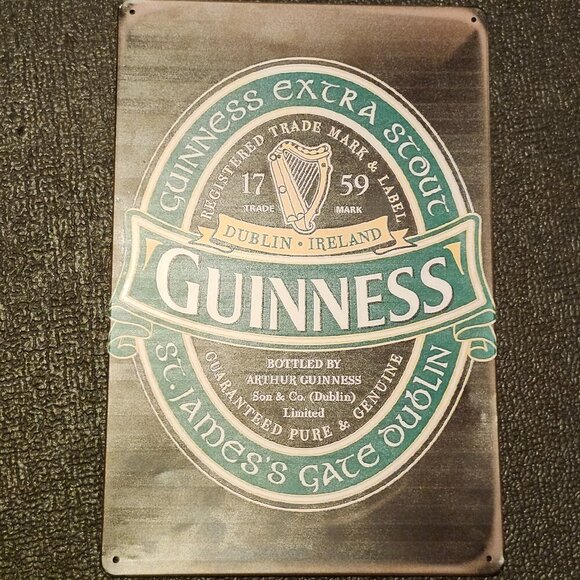 GUINNESS EXTRA STOUT
REGISTERED TRADE MARK & LABEL
17 59
TRADE MARK
DUBLIN · IRELAND
GUINNESS
BOTTLED BY
ARTHUR GUINNESS
Son & Co. (Dublin)
Limited
GUARANTEED PURE & GENUINE
ST. JAMES'S GATE DUBLIN